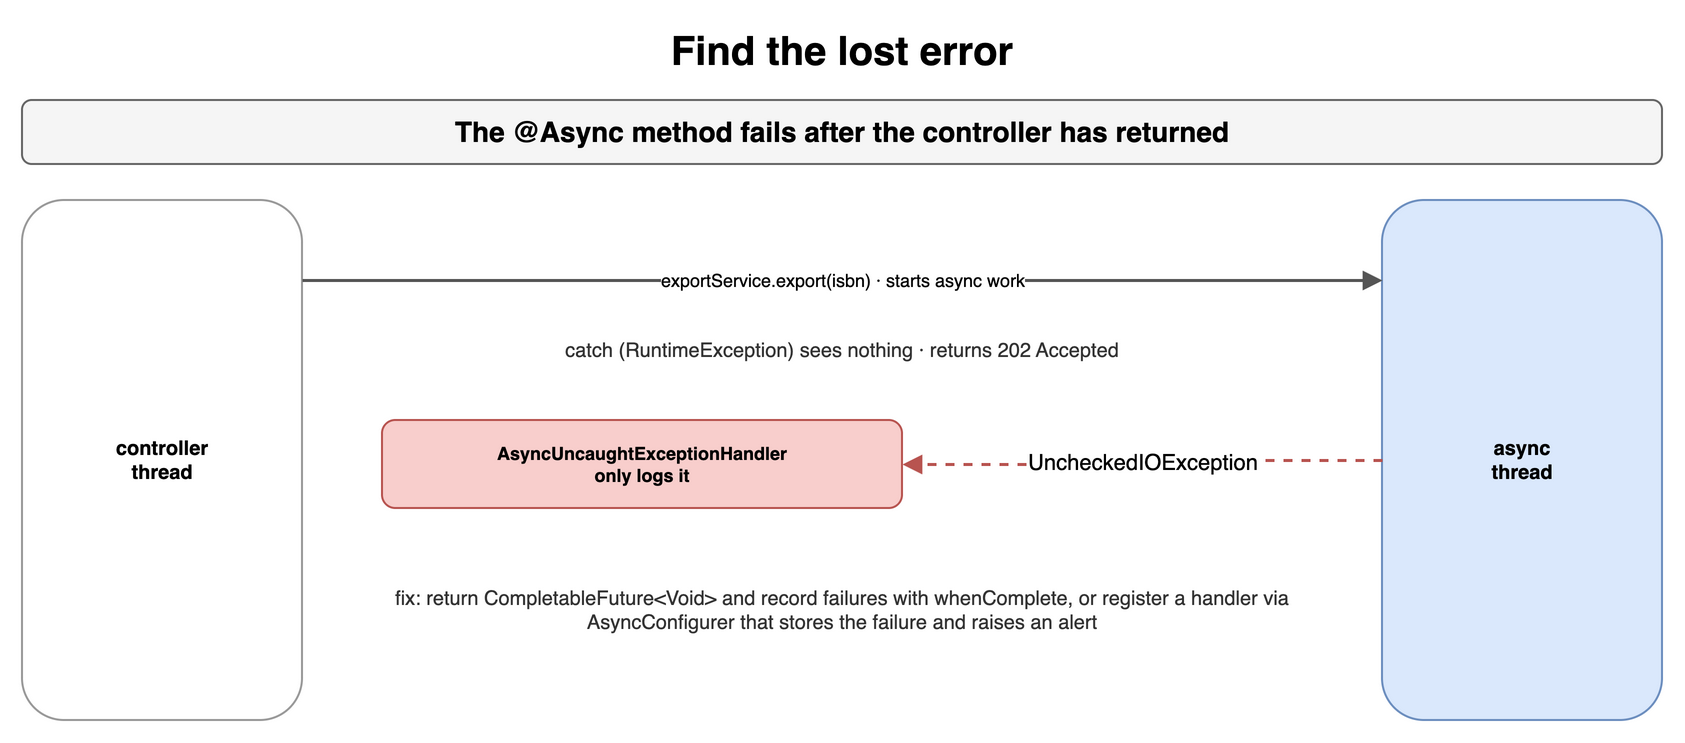 Find the lost error
The @Async method fails after the controller has returned
exportService.export(isbn) · starts async work
catch (RuntimeException) sees nothing · returns 202 Accepted
controller
thread
AsyncUncaughtExceptionHandler
only logs it
UncheckedIOException
async
thread
fix: return CompletableFuture<Void> and record failures with whenComplete, or register a handler via
AsyncConfigurer that stores the failure and raises an alert